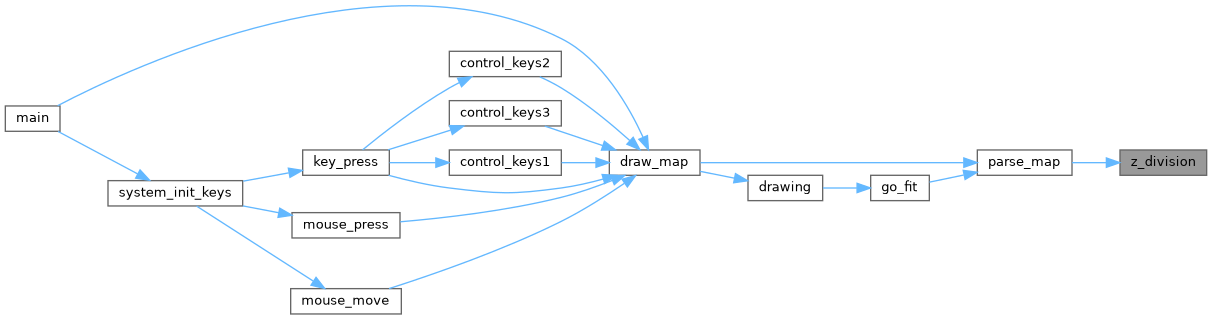 main
system_init_keys
key_press
mouse_press
mouse_move
control_keys2
control_keys3
control_keys1
draw_map
drawing
go_fit
parse_map
z_division